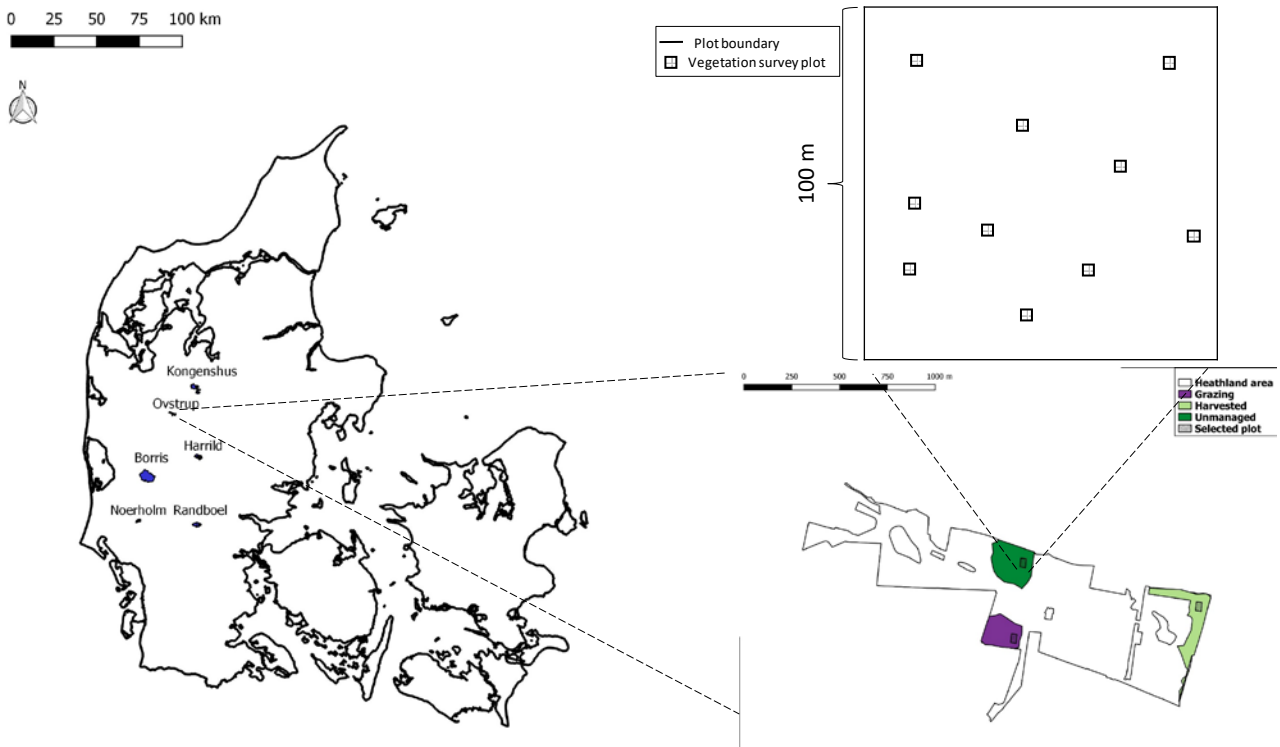 0 25 50 75 100 km
N
Kongenshus
Ovstrup
Harrild
Borris
Noerholm Randboel
Plot boundary
Vegetation survey plot
100 m
0 250 500 750 1000 m
Heathland area
Grazing
Harvested
Unmanaged
Selected plot